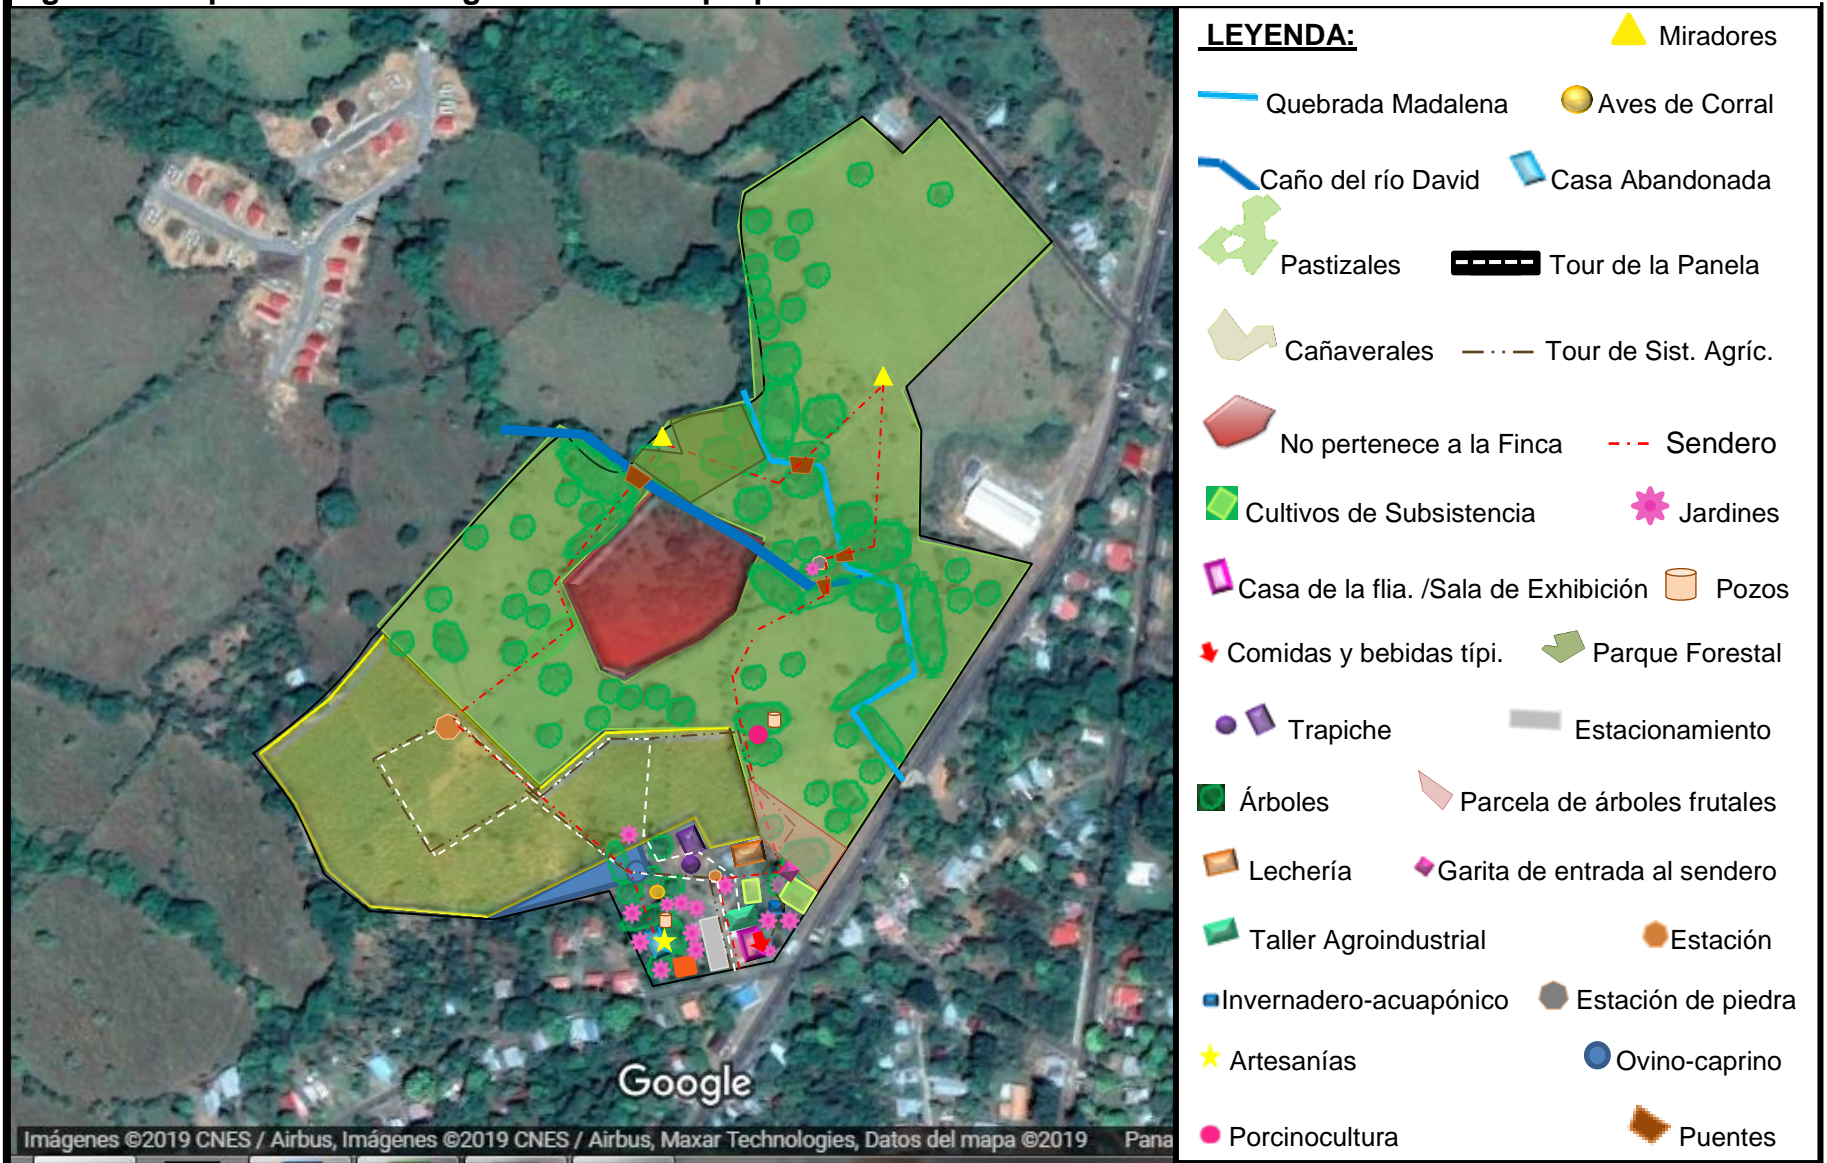 LEYENDA:
Miradores
Quebrada Madalena
Aves de Corral
Caño del río David
Casa Abandonada
Pastizales
Tour de la Panela
Cañaverales
Tour de Sist. Agríc.
No pertenece a la Finca
Sendero
Cultivos de Subsistencia
Jardines
Casa de la flia. /Sala de Exhibición
Pozos
Comidas y bebidas típi.
Parque Forestal
Trapiche
Estacionamiento
Árboles
Parcela de árboles frutales
Lechería
Garita de entrada al sendero
Taller Agroindustrial
Estación
Invernadero-acuapónico
Estación de piedra
Artesanías
Ovino-caprino
Porcinocultura
Puentes
Google
Imágenes ©2019 CNES / Airbus, Imágenes ©2019 CNES / Airbus, Maxar Technologies, Datos del mapa ©2019 Pana